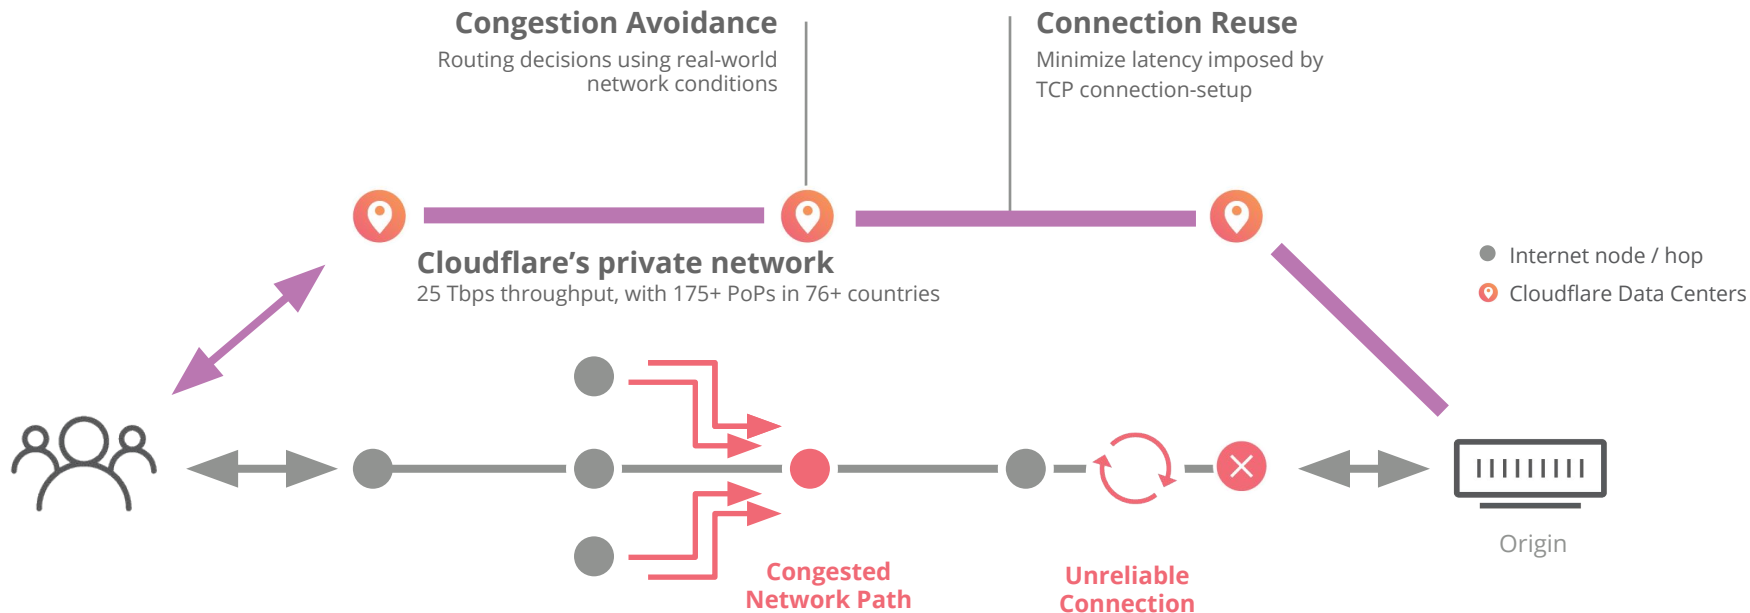 Congestion Avoidance
Routing decisions using real-world
network conditions
Connection Reuse
Minimize latency imposed by
TCP connection-setup
Cloudflare’s private network
25 Tbps throughput, with 175+ PoPs in 76+ countries
Internet node / hop
Cloudflare Data Centers
Origin
Congested
Network Path
Unreliable
Connection